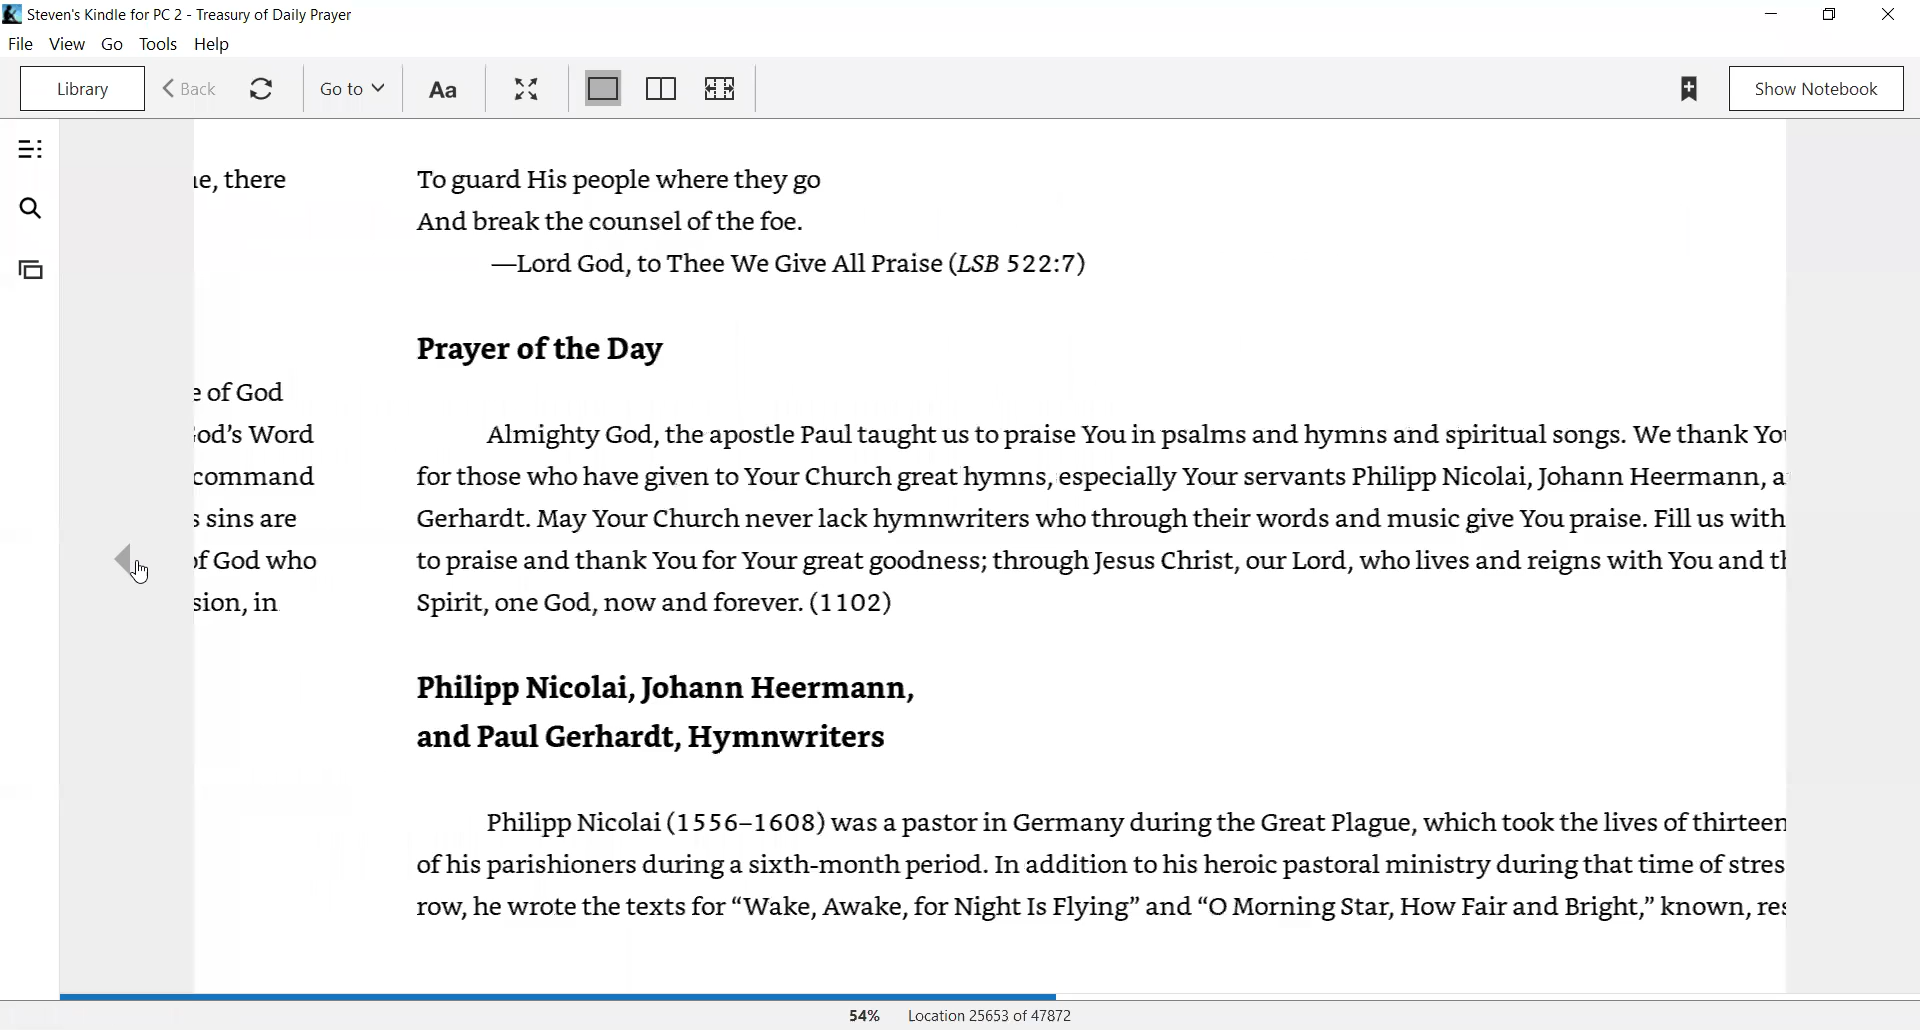 Steven's Kindle for PC 2 - Treasury of Daily Prayer
File View Go Tools Help
Library Back Go to Aa Show Notebook
e, there
e of God
od's Word
command
s sins are
of God who
sion, in
To guard His people where they go
And break the counsel of the foe.
—Lord God, to Thee We Give All Praise (LSB 522:7)
Prayer of the Day
Almighty God, the apostle Paul taught us to praise You in psalms and hymns and spiritual songs. We thank You
for those who have given to Your Church great hymns, especially Your servants Philipp Nicolai, Johann Heermann, a
Gerhardt. May Your Church never lack hymnwriters who through their words and music give You praise. Fill us with
to praise and thank You for Your great goodness; through Jesus Christ, our Lord, who lives and reigns with You and th
Spirit, one God, now and forever. (1102)
Philipp Nicolai, Johann Heermann,
and Paul Gerhardt, Hymnwriters
Philipp Nicolai (1556–1608) was a pastor in Germany during the Great Plague, which took the lives of thirteen
of his parishioners during a sixth-month period. In addition to his heroic pastoral ministry during that time of stres
row, he wrote the texts for “Wake, Awake, for Night Is Flying” and “O Morning Star, How Fair and Bright,” known, res
54% Location 25653 of 47872